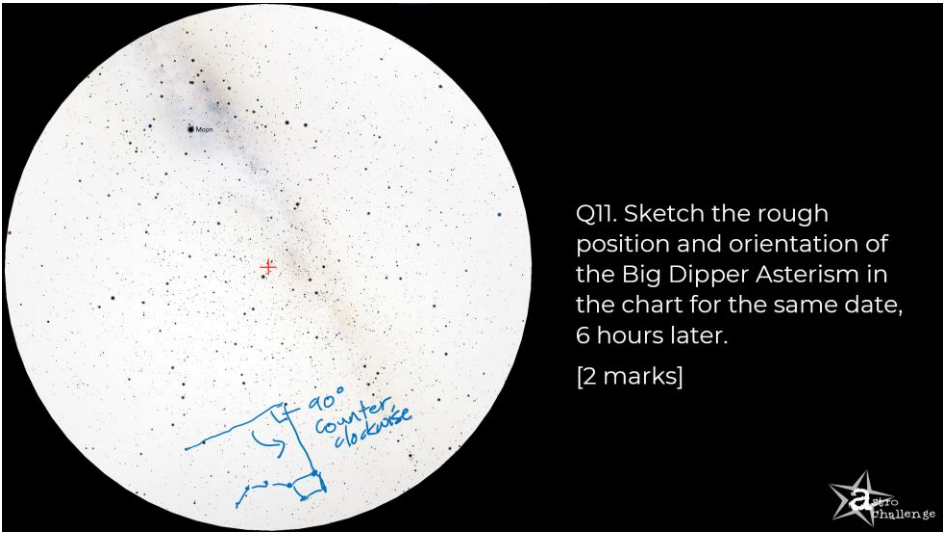 Moon
Q11. Sketch the rough
position and orientation of
the Big Dipper Asterism in
the chart for the same date,
6 hours later.
[2 marks]
90°
counter
clockwise
astro
challenge